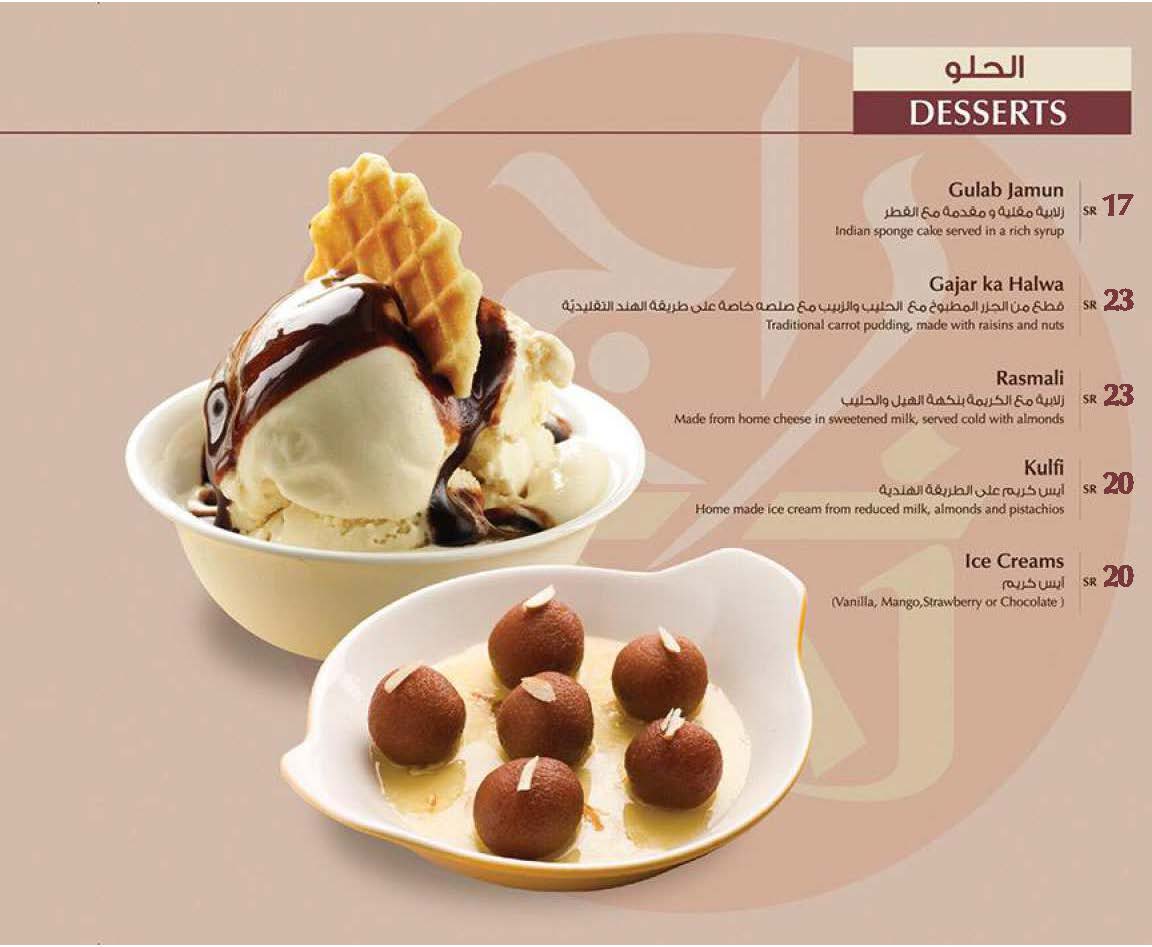 الحلو
DESSERTS
Gulab Jamun
زلابية مقلية و مقدمة مع القطر
SR 17
Indian sponge cake served in a rich syrup
Gajar ka Halwa
قطع من الجزر المطبوخ مع الحليب والزبيب مع صلصه خاصة على طريقة الهند التقليديّة
SR 23
Traditional carrot pudding, made with raisins and nuts
Rasmali
زلابية مع الكريمة بنكهة الهيل والحليب
SR 23
Made from home cheese in sweetened milk, served cold with almonds
Kulfi
آيس كريم على الطريقة الهندية
SR 20
Home made ice cream from reduced milk, almonds and pistachios
Ice Creams
آيس كريم
SR 20
(Vanilla, Mango,Strawberry or Chocolate )